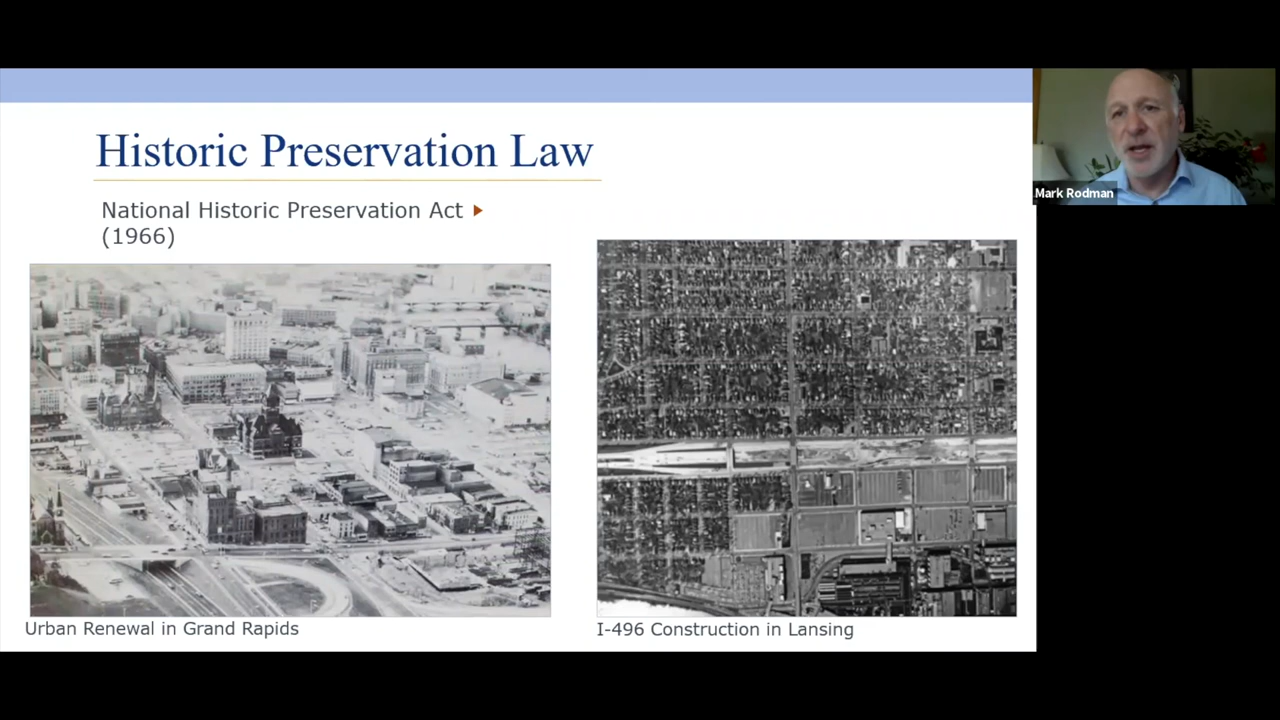 Historic Preservation Law
National Historic Preservation Act
(1966)
Urban Renewal in Grand Rapids
I-496 Construction in Lansing
Mark Rodman